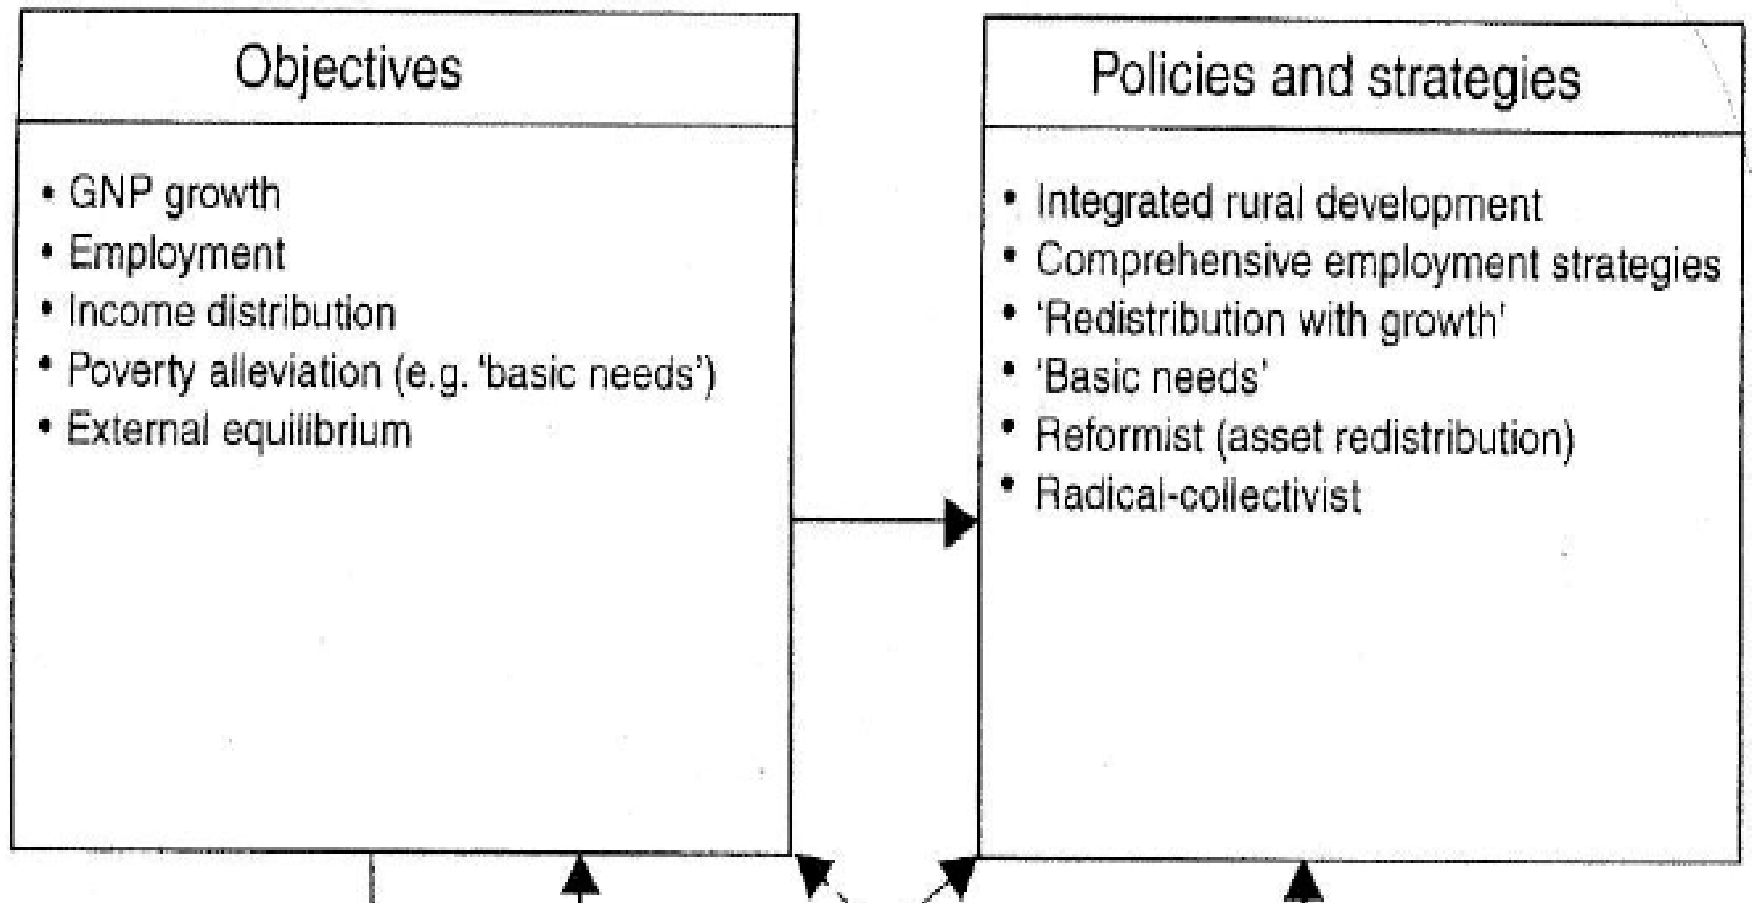 Objectives
• GNP growth
• Employment
• Income distribution
• Poverty alleviation (e.g. 'basic needs')
• External equilibrium
Policies and strategies
• Integrated rural development
• Comprehensive employment strategies
• 'Redistribution with growth'
• 'Basic needs'
• Reformist (asset redistribution)
• Radical-collectivist